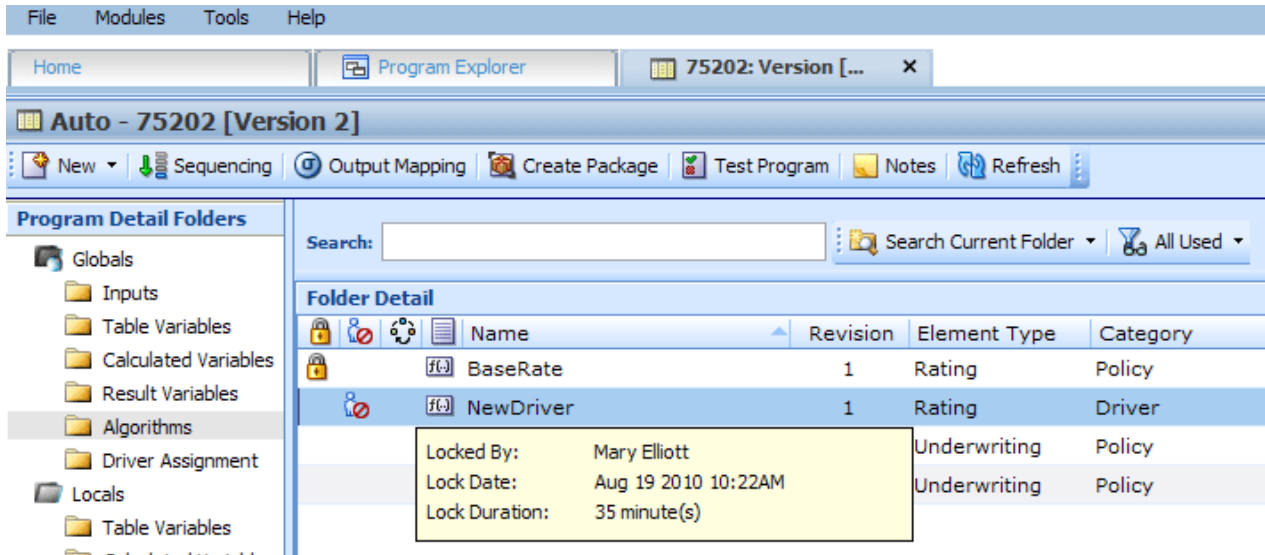 File Modules Tools Help
Home Program Explorer 75202: Version [... ×
Auto - 75202 [Version 2]
New Sequencing Output Mapping Create Package Test Program Notes Refresh
Program Detail Folders
Globals
Inputs
Table Variables
Calculated Variables
Result Variables
Algorithms
Driver Assignment
Locals
Table Variables
Search: Search Current Folder All Used
Folder Detail
Name Revision Element Type Category
f(.) BaseRate 1 Rating Policy
f(.) NewDriver 1 Rating Driver
Underwriting Policy
Underwriting Policy
Locked By: Mary Elliott
Lock Date: Aug 19 2010 10:22AM
Lock Duration: 35 minute(s)